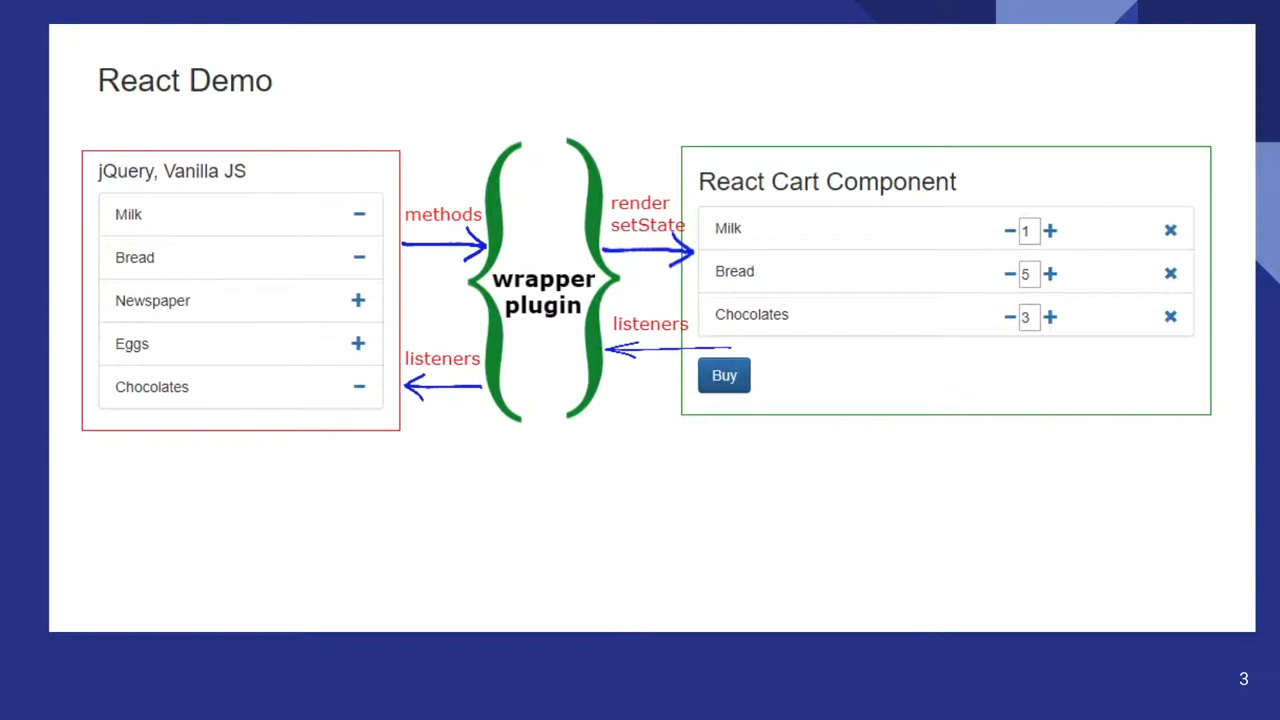 React Demo
jQuery, Vanilla JS
Milk
Bread
Newspaper
Eggs
Chocolates
methods
listeners
wrapper
plugin
render
setState
listeners
React Cart Component
Milk 1
Bread 5
Chocolates 3
Buy
3